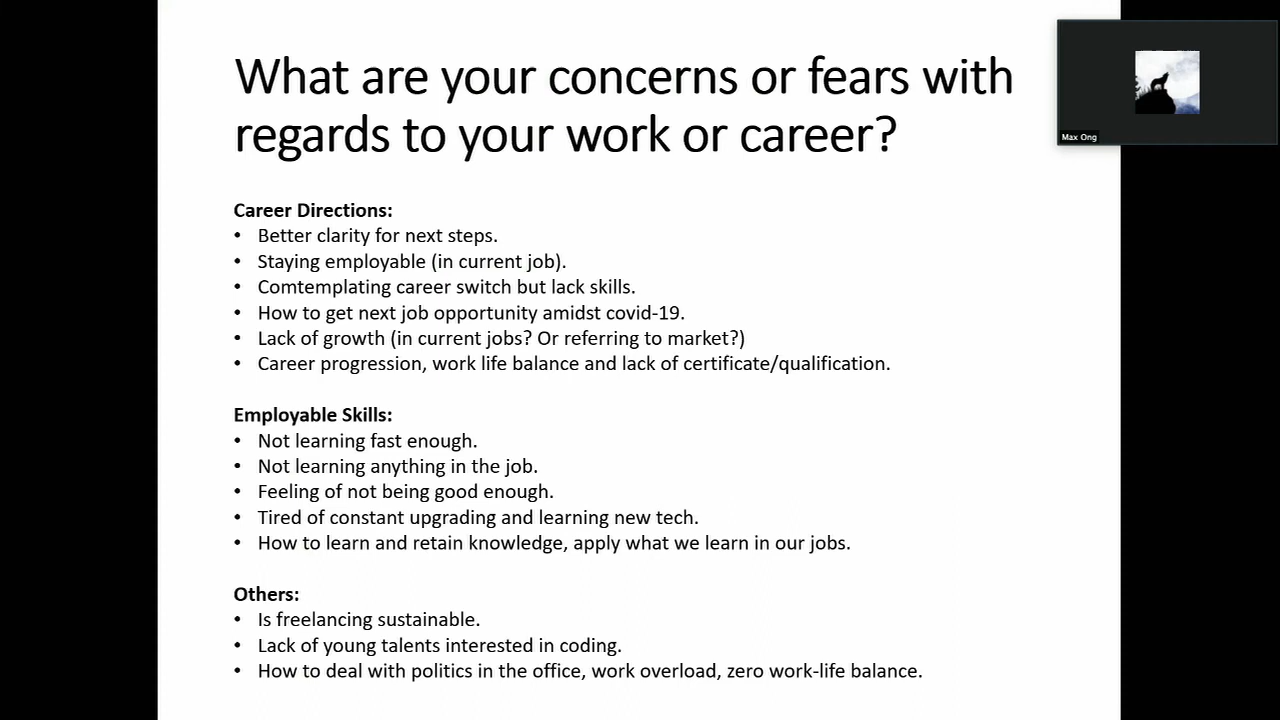 What are your concerns or fears with
regards to your work or career?
Max Ong
Career Directions:
• Better clarity for next steps.
• Staying employable (in current job).
• Comtemplating career switch but lack skills.
• How to get next job opportunity amidst covid-19.
• Lack of growth (in current jobs? Or referring to market?)
• Career progression, work life balance and lack of certificate/qualification.
Employable Skills:
• Not learning fast enough.
• Not learning anything in the job.
• Feeling of not being good enough.
• Tired of constant upgrading and learning new tech.
• How to learn and retain knowledge, apply what we learn in our jobs.
Others:
• Is freelancing sustainable.
• Lack of young talents interested in coding.
• How to deal with politics in the office, work overload, zero work-life balance.